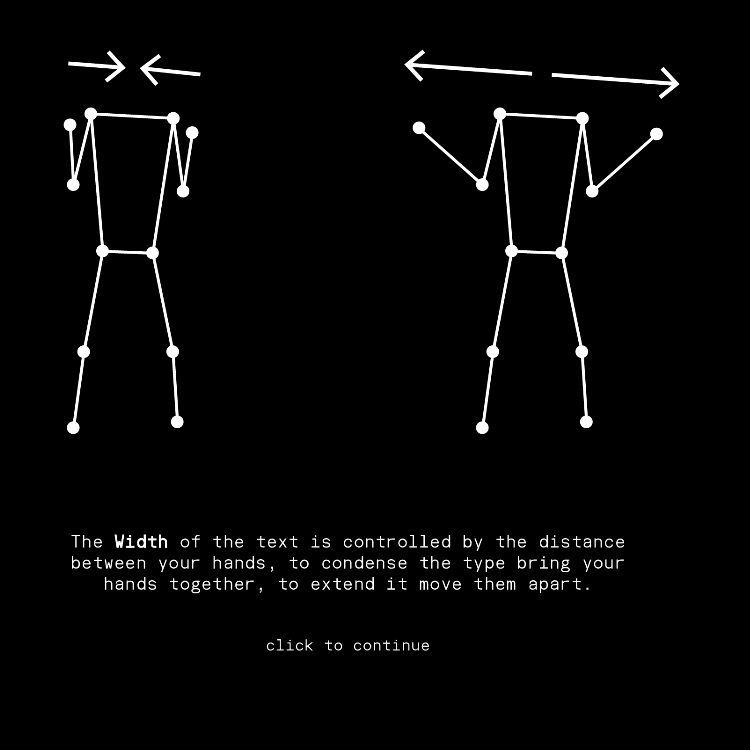 The Width of the text is controlled by the distance
between your hands, to condense the type bring your
hands together, to extend it move them apart.
click to continue